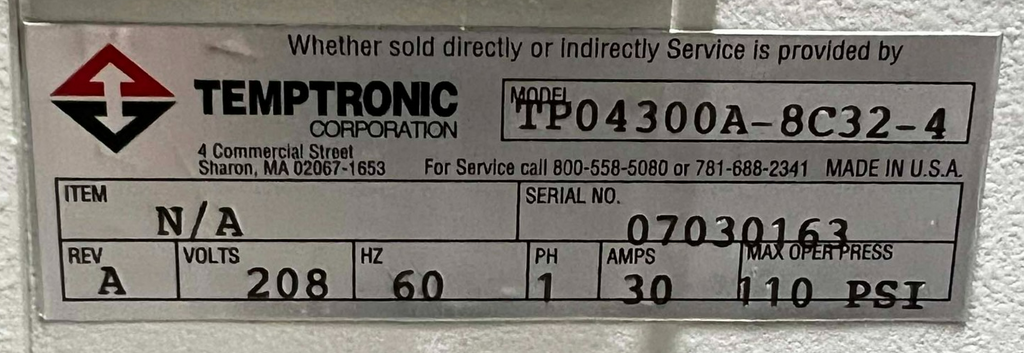 Whether sold directly or Indirectly Service is provided by
TEMPTRONIC
CORPORATION
MODEL
TP04300A-8C32-4
4 Commercial Street
Sharon, MA 02067-1653
For Service call 800-558-5080 or 781-688-2341 MADE IN U.S.A.
ITEM
N/A
SERIAL NO.
07030163
REV
A
VOLTS
208
HZ
60
PH
1
AMPS
30
MAX OPER PRESS
110 PSI